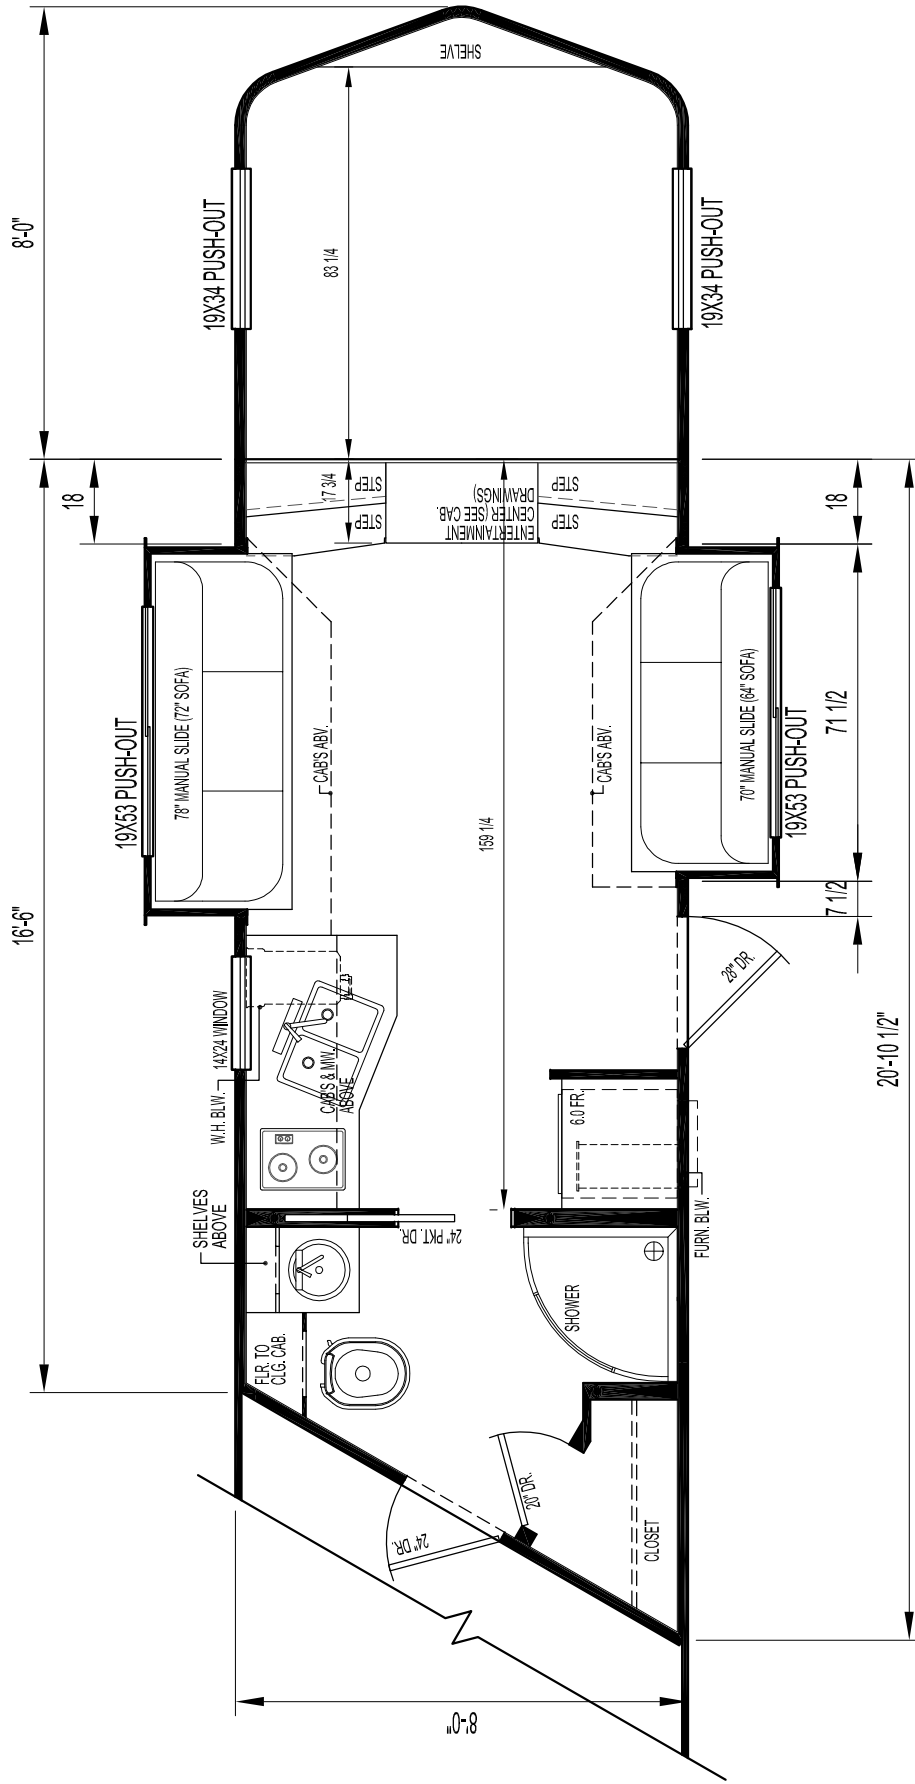 8'-0"
SHELVE
19X34 PUSH-OUT
83 1/4
19X34 PUSH-OUT
18
17 3/4
STEP
STEP
ENTERTAINMENT
CENTER (SEE CAB.
DRAWINGS)
STEP
STEP
18
16'-6"
19X53 PUSH-OUT
78" MANUAL SLIDE (72" SOFA)
CAB'S ABV.
159 1/4
CAB'S ABV.
70" MANUAL SLIDE (64" SOFA)
19X53 PUSH-OUT
71 1/2
7 1/2
28" DR.
20'-10 1/2"
14X24 WINDOW
W.H. BLW.
CAB'S & MW.
ABOVE
6.0 FR.
FURN. BLW.
SHELVES
ABOVE
24" PKT. DR.
SHOWER
FLR. TO
CLG. CAB.
20" DR.
24" DR.
CLOSET
8'-0"